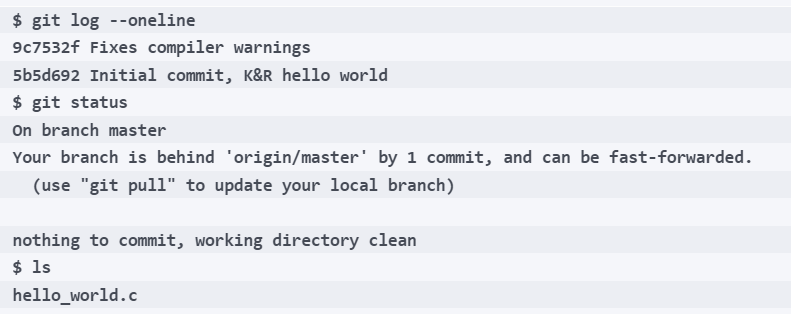 $ git log --oneline
9c7532f Fixes compiler warnings
5b5d692 Initial commit, K&R hello world
$ git status
On branch master
Your branch is behind 'origin/master' by 1 commit, and can be fast-forwarded.
  (use "git pull" to update your local branch)

nothing to commit, working directory clean
$ ls
hello_world.c